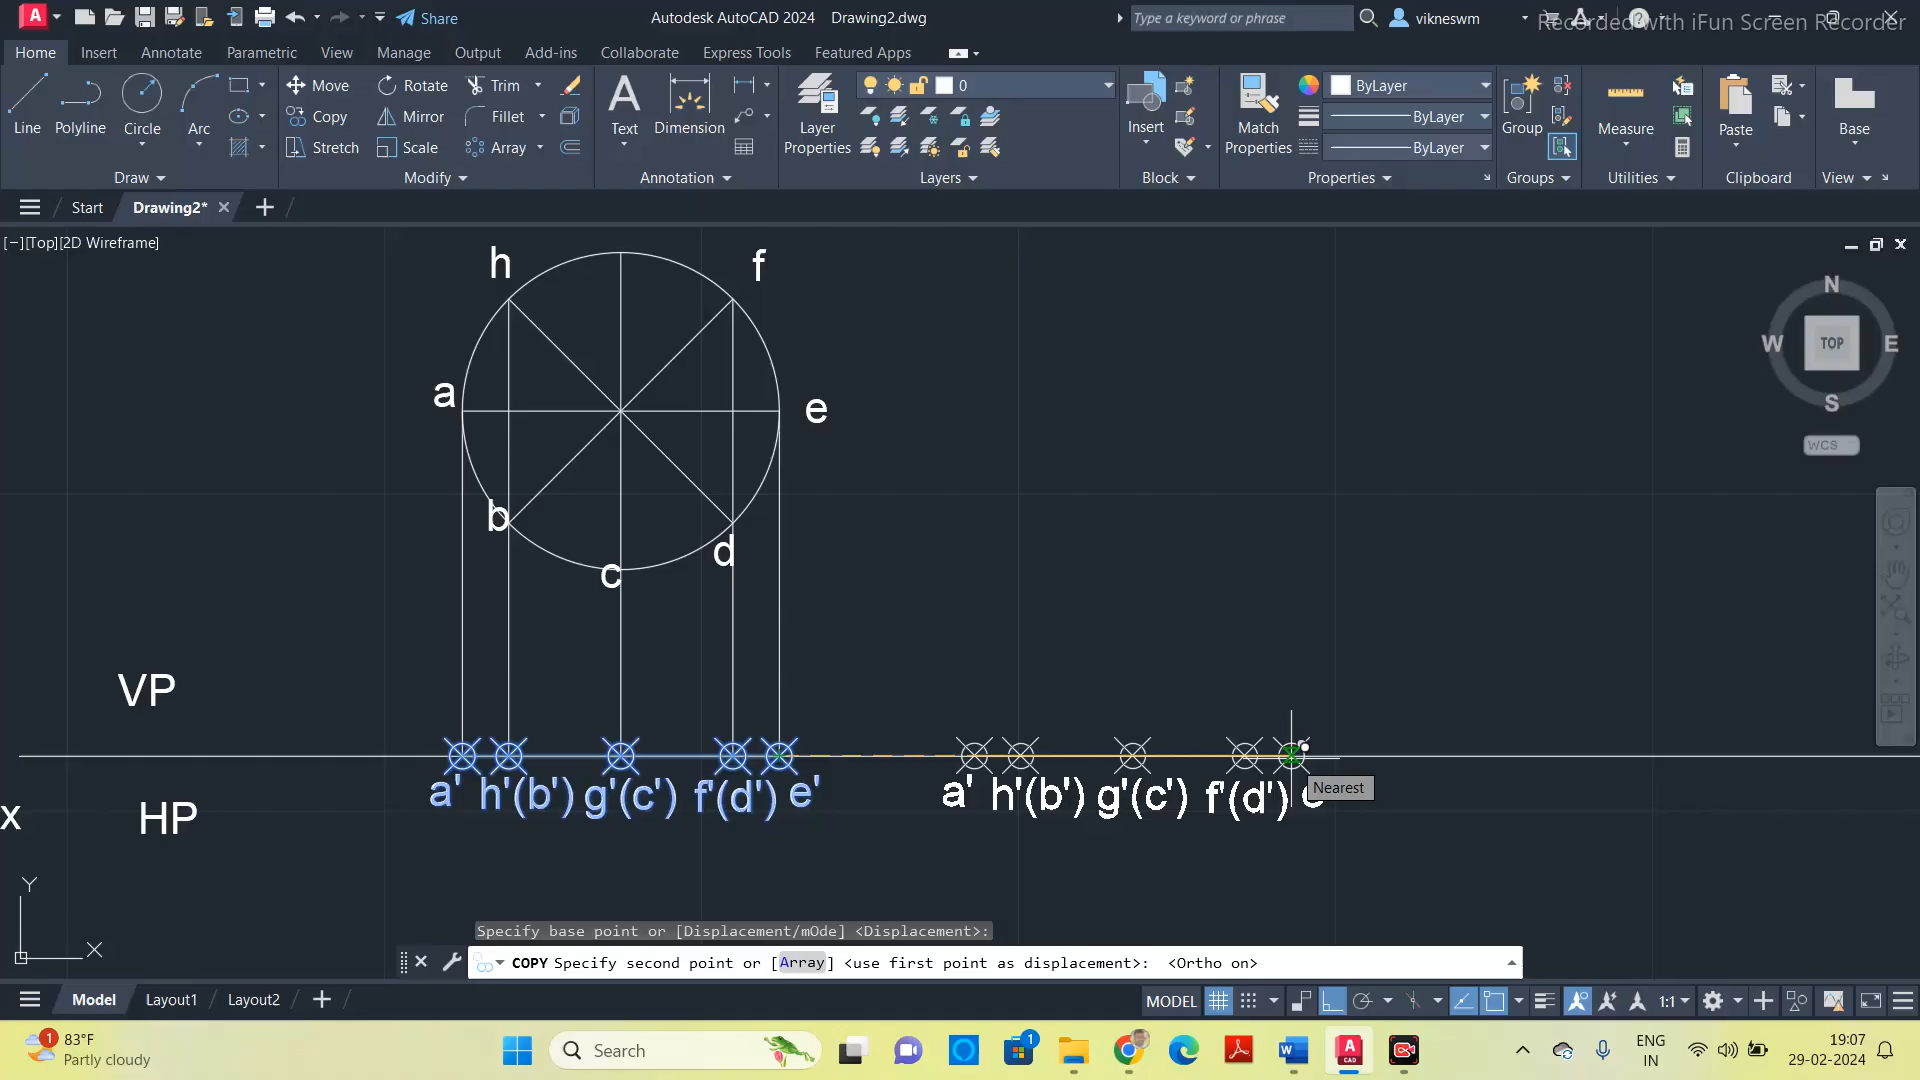 Share
Autodesk AutoCAD 2024 Drawing2.dwg
Type a keyword or phrase
vikneswm
Recorded with iFun Screen Recorder
Home Insert Annotate Parametric View Manage Output Add-ins Collaborate Express Tools Featured Apps
Line Polyline Circle Arc
Move Rotate Trim
Copy Mirror Fillet
Stretch Scale Array
Text Dimension
Layer Properties
0
Insert
Match Properties
ByLayer
ByLayer
ByLayer
Group
Measure
Paste
Base
Draw Modify Annotation Layers Block Properties Groups Utilities Clipboard View
Start Drawing2* +
[−][Top][2D Wireframe]
N
W TOP E
S
WCS
h f
a e
b d
c
VP
HP
x
a' h'(b') g'(c') f'(d') e'
a' h'(b') g'(c') f'(d')
Nearest
Y
X
Specify base point or [Displacement/mOde] <Displacement>:
COPY Specify second point or [Array] <use first point as displacement>: <Ortho on>
Model Layout1 Layout2 +
MODEL 1:1
1
83°F
Partly cloudy
Search
1
ENG
IN
19:07
29-02-2024